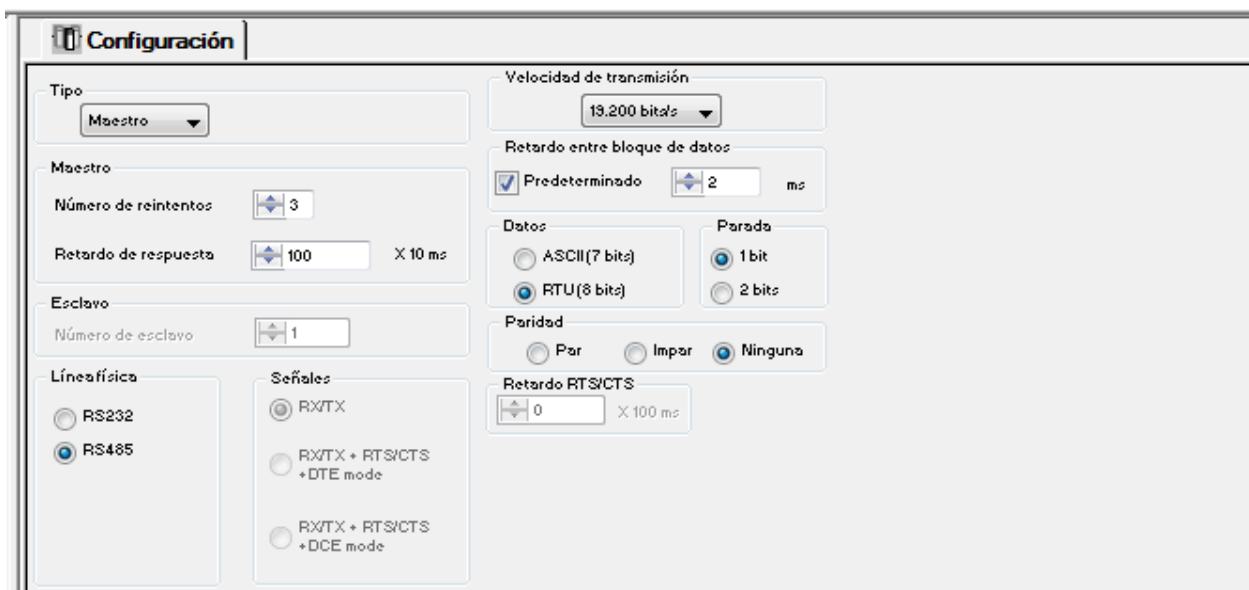 Configuración
Tipo
Maestro
Maestro
Número de reintentos 3
Retardo de respuesta 100 X 10 ms
Esclavo
Número de esclavo 1
Línea física
RS232
RS485
Señales
RX/TX
RX/TX + RTS/CTS
+DTE mode
RX/TX + RTS/CTS
+DCE mode
Velocidad de transmisión
19.200 bits/s
Retardo entre bloque de datos
Predeterminado 2 ms
Datos
ASCII(7 bits)
RTU(8 bits)
Parada
1 bit
2 bits
Paridad
Par Impar Ninguna
Retardo RTS/CTS
0 X 100 ms